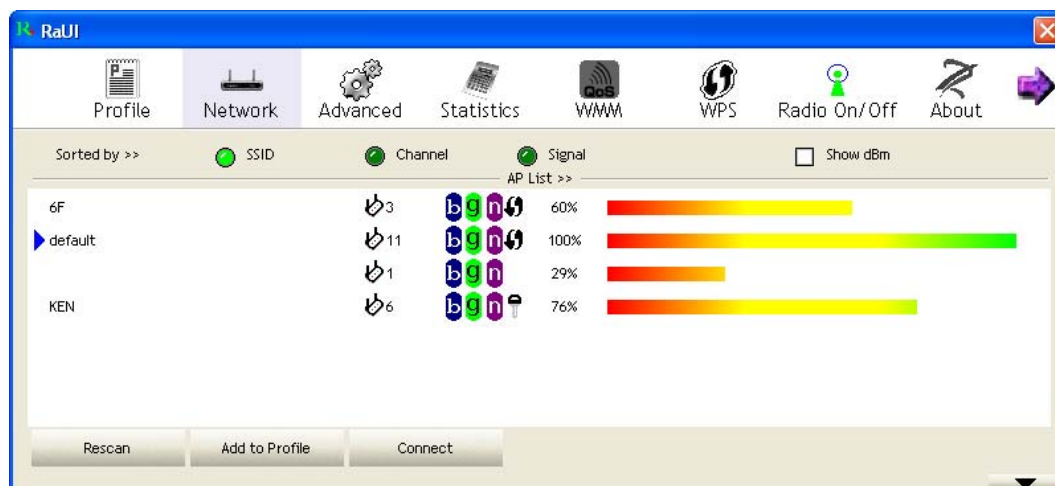 RaUI
P
QoS
Profile Network Advanced Statistics WMM WPS Radio On/Off About
Sorted by >> SSID Channel Signal Show dBm
AP List >>
6F 3 b g n 60%
default 11 b g n 100%
1 b g n 29%
KEN 6 b g n 76%
Rescan Add to Profile Connect